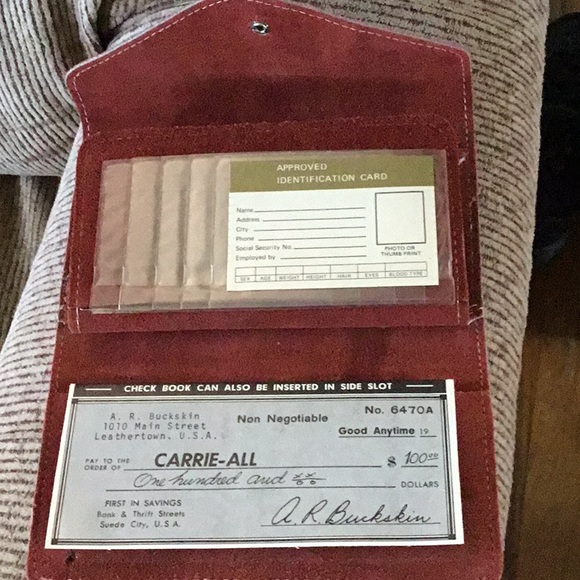 APPROVED
IDENTIFICATION CARD
Name
Address
City
Phone
Social Security No.
Employed by
PHOTO OR
THUMB PRINT
SEX AGE WEIGHT HEIGHT HAIR EYES BLOOD TYPE
CHECK BOOK CAN ALSO BE INSERTED IN SIDE SLOT
A. R. Buckskin
1010 Main Street
Leathertown, U.S.A.
Non Negotiable
No. 6470A
Good Anytime 19
PAY TO THE
ORDER OF
CARRIE-ALL
$ 100.00
One hundred and xx/00
DOLLARS
FIRST IN SAVINGS
Bank & Thrift Streets
Suede City, U.S.A.
A. R. Buckskin